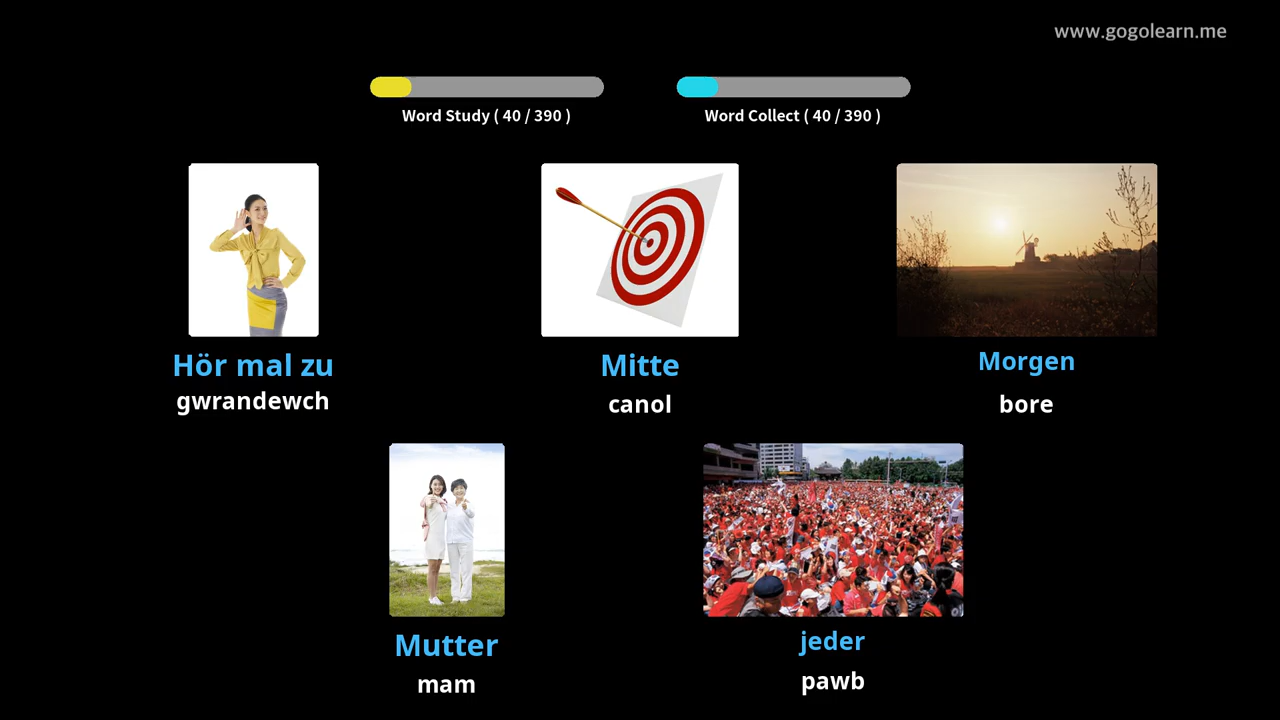 www.gogolearn.me
Word Study ( 40 / 390 )
Word Collect ( 40 / 390 )
Hör mal zu
gwrandewch
Mitte
canol
Morgen
bore
Mutter
mam
jeder
pawb